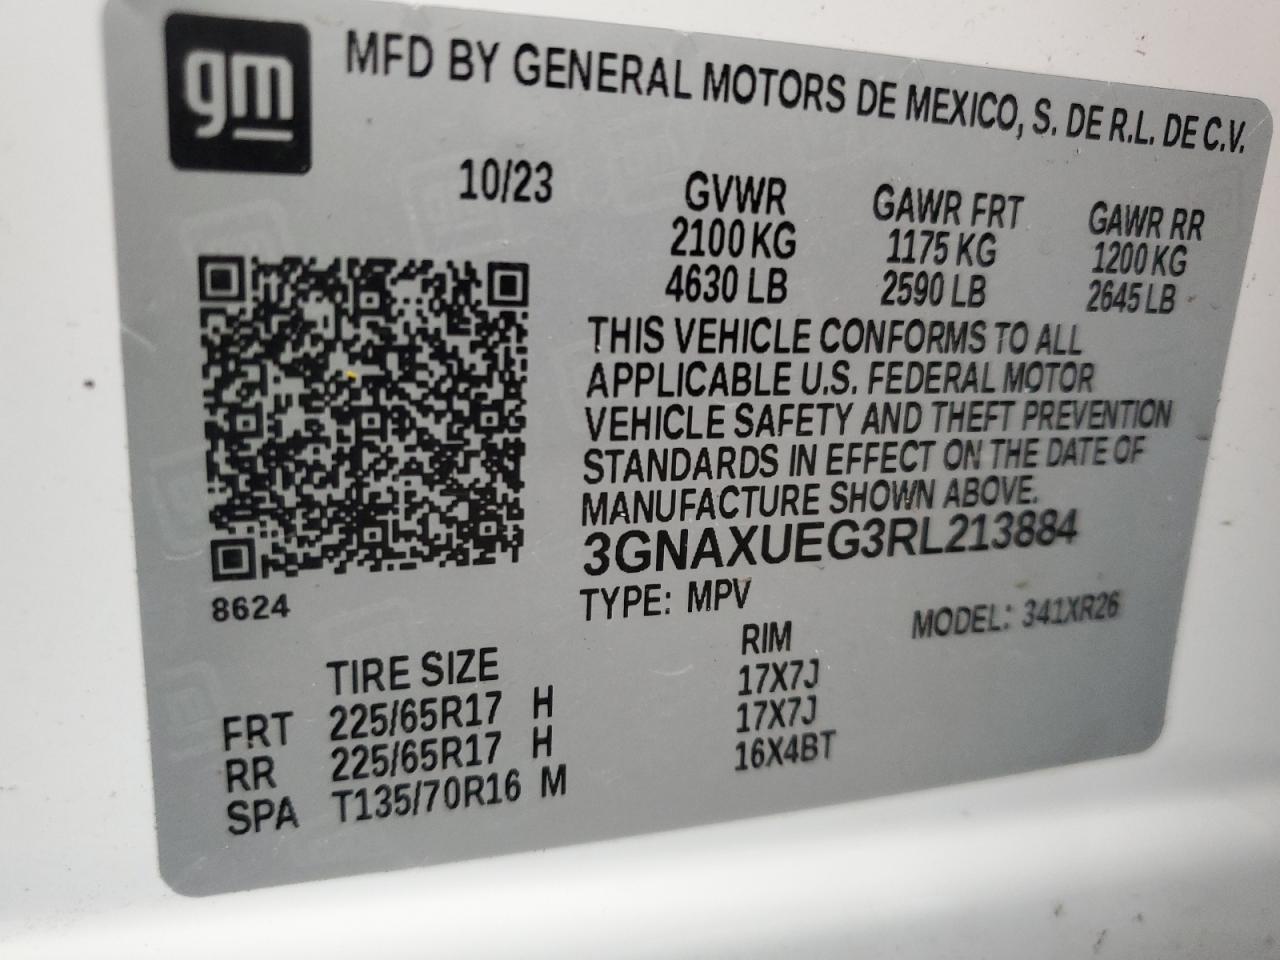 gm
MFD BY GENERAL MOTORS DE MEXICO, S. DE R.L. DE C.V.
10/23 GVWR GAWR FRT GAWR RR
2100 KG 1175 KG 1200 KG
4630 LB 2590 LB 2645 LB
THIS VEHICLE CONFORMS TO ALL
APPLICABLE U.S. FEDERAL MOTOR
VEHICLE SAFETY AND THEFT PREVENTION
STANDARDS IN EFFECT ON THE DATE OF
MANUFACTURE SHOWN ABOVE.
3GNAXUEG3RL213884
8624
TYPE: MPV MODEL: 341XR26
TIRE SIZE RIM
FRT 225/65R17 H 17X7J
RR 225/65R17 H 17X7J
SPA T135/70R16 M 16X4BT